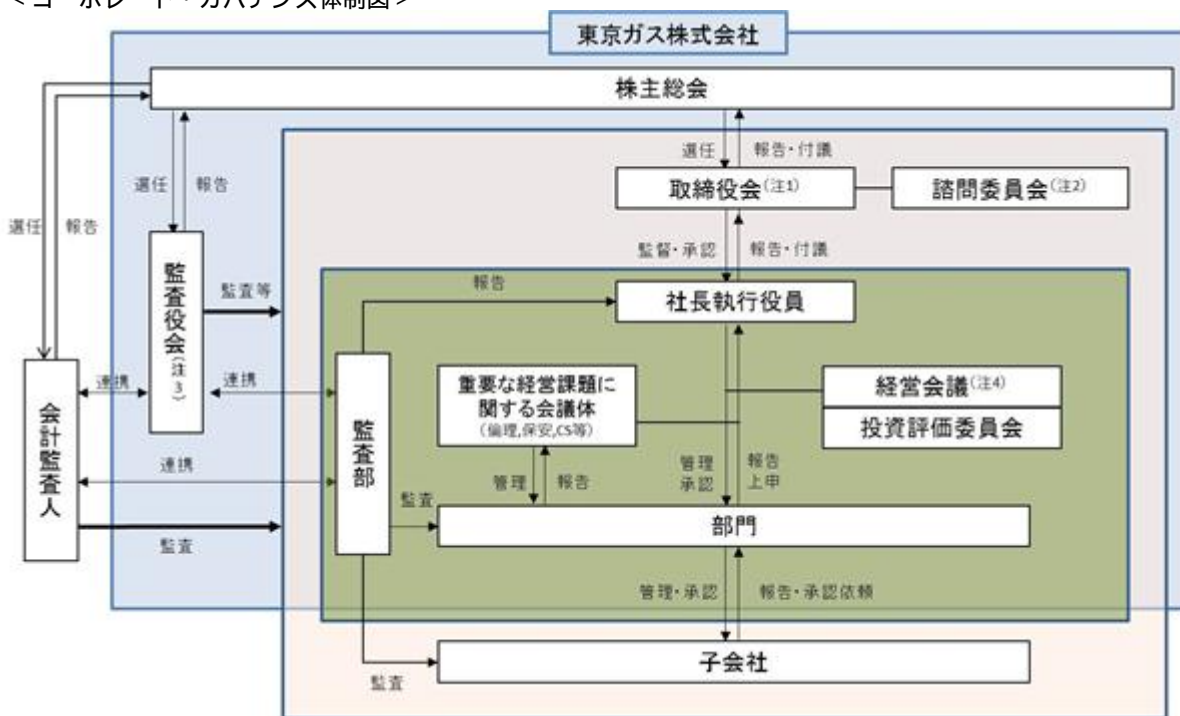 ＜コーポレート・ガバナンス体制図＞
東京ガス株式会社
株主総会
選任
報告・付議
選任
報告
取締役会(注1)
諮問委員会(注2)
選任
報告
監督・承認
報告・付議
監査役会(注3)
監査等
報告
社長執行役員
会計監査人
連携
連携
監査部
重要な経営課題に
関する会議体
(倫理,保安,CS等)
経営会議(注4)
投資評価委員会
連携
管理
報告
管理
承認
報告
上申
監査
部門
監査
管理・承認
報告・承認依頼
子会社
監査